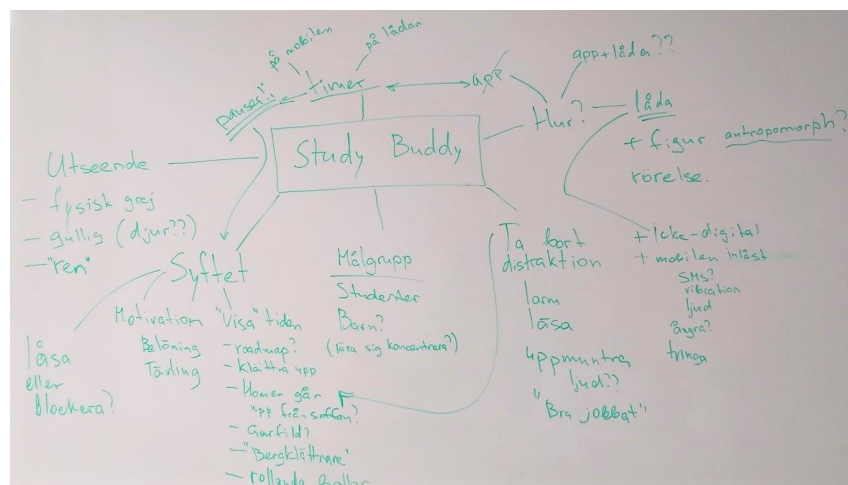 på mobilen
på lådan
pauser!!
timer
app
app+låda??
Hur?
låda
+ figur antropomorph?
rörelse.
Study Buddy
Utseende
- fysisk grej
- gullig (djur??)
- "ren"
Syftet
låsa
eller
blockera?
Motivation
Belöning
Tävling
"Visa" tiden
- roadmap?
- klättra upp
- Homer går
upp från soffan?
- Garfield?
- "Bergklättrare"
- rollande
Målgrupp
Studenter
Barn?
(lära sig koncentrera?)
Ta bort
distraktion
larm
låsa
uppmuntra
ljud??
"Bra jobbat"
+ Icke-digital
+ mobilen inlåst
SMS?
vibration
ljud
ångra?